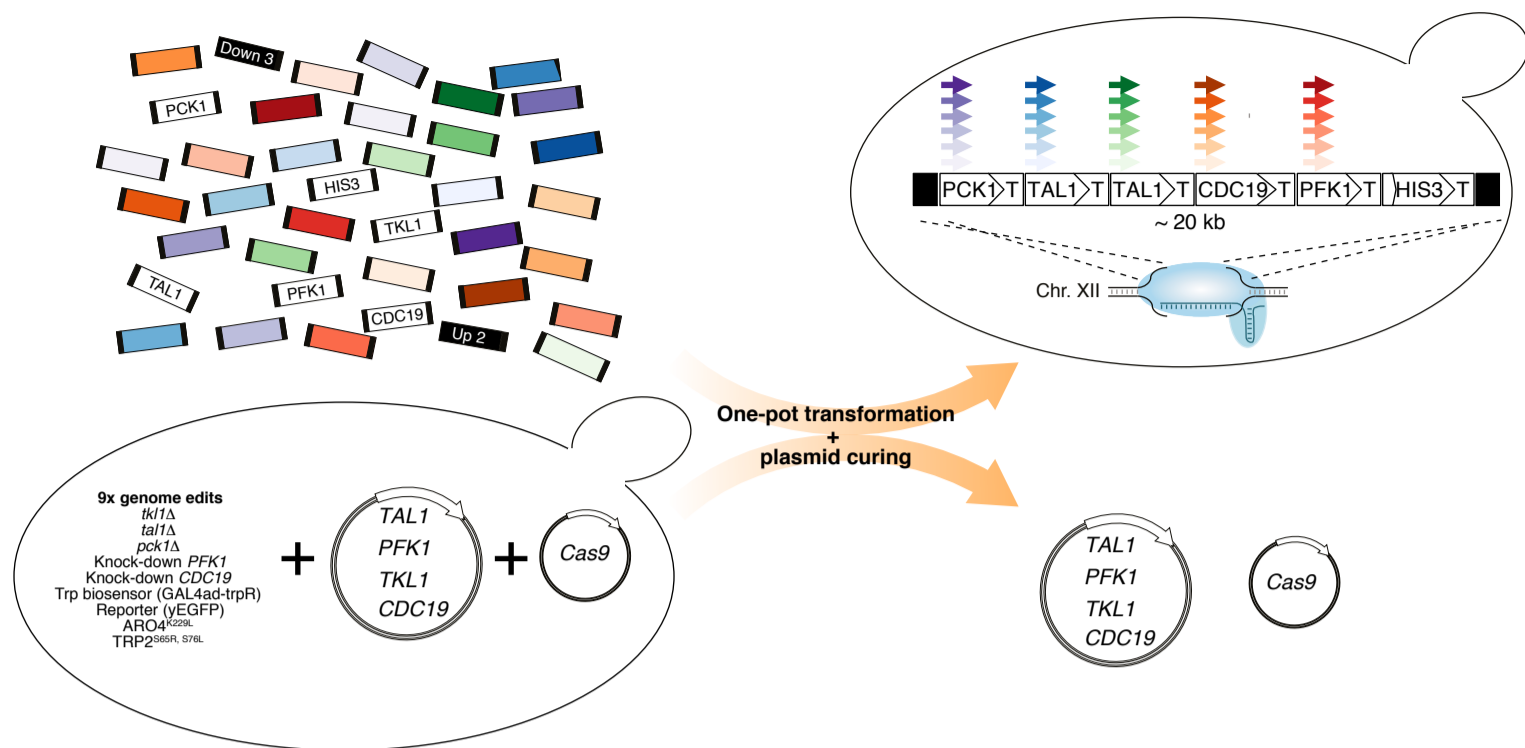 Down 3
PCK1
HIS3
TKL1
TAL1
PFK1
CDC19
Up 2
PCK1 T TAL1 T TAL1 T CDC19 T PFK1 T HIS3 T
~ 20 kb
Chr. XII
One-pot transformation
+
plasmid curing
9x genome edits
tkl1Δ
tal1Δ
pck1Δ
Knock-down PFK1
Knock-down CDC19
Trp biosensor (GAL4ad-trpR)
Reporter (yEGFP)
ARO4K229L
TRP2S65R, S76L
+
TAL1
PFK1
TKL1
CDC19
+
Cas9
TAL1
PFK1
TKL1
CDC19
Cas9